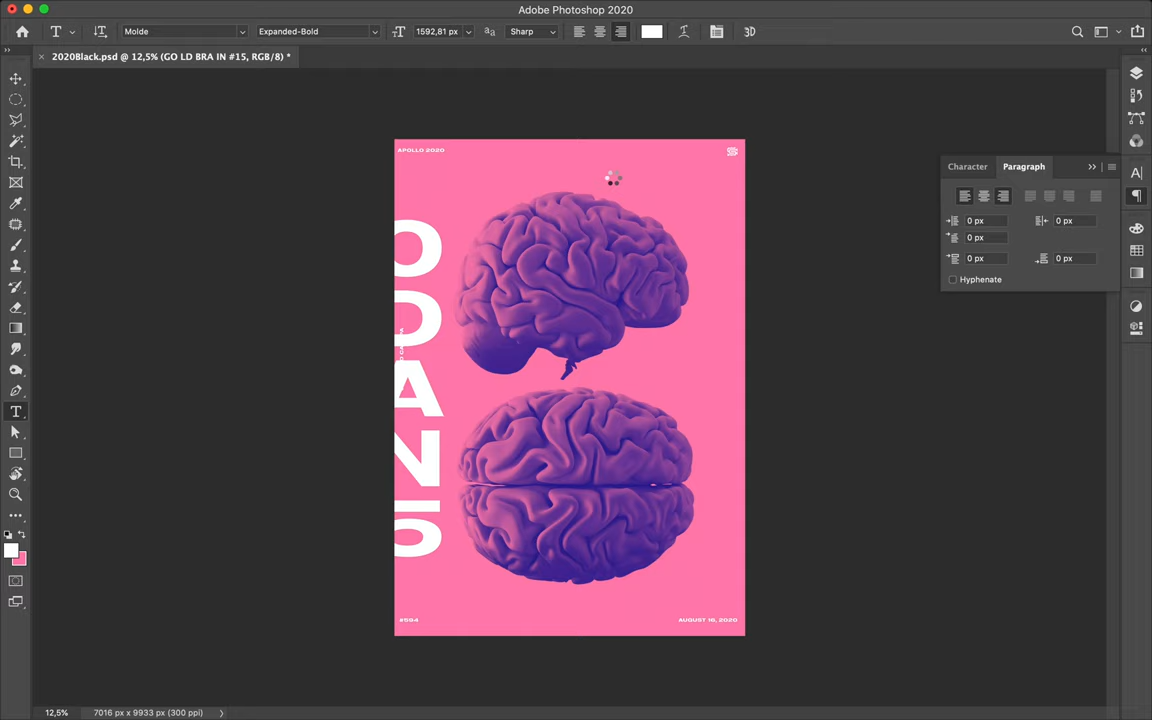 Adobe Photoshop 2020
Molde
Expanded-Bold
1592,81 px
Sharp
3D
2020Black.psd @ 12,5% (GO LD BRA IN #15, RGB/8) *
APOLLO 2020
O
D
A
N
5
#564
AUGUST 10, 2020
Character
Paragraph
0 px
0 px
0 px
0 px
0 px
Hyphenate
12,5%
7016 px x 9933 px (300 ppi)